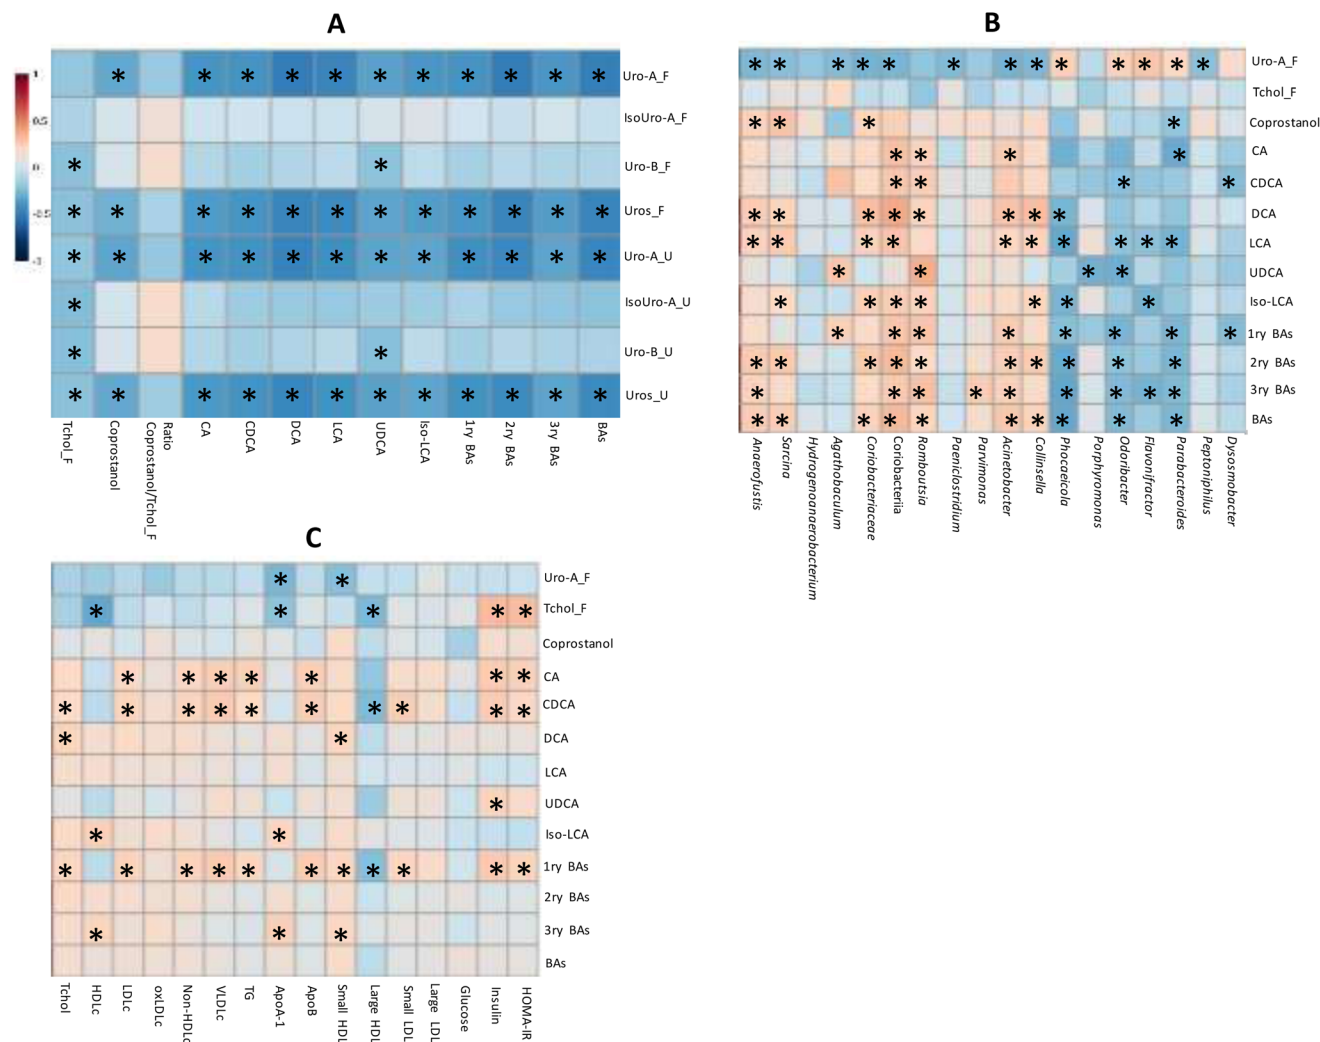 A
1
0.5
0
-0.5
-1
Uro-A_F
IsoUro-A_F
Uro-B_F
Uros_F
Uro-A_U
IsoUro-A_U
Uro-B_U
Uros_U
Tchol_F
Coprostanol
Ratio
Coprostanol/Tchol_F
CA
CDCA
DCA
LCA
UDCA
Iso-LCA
1ry BAs
2ry BAs
3ry BAs
BAs
B
Uro-A_F
Tchol_F
Coprostanol
CA
CDCA
DCA
LCA
UDCA
Iso-LCA
1ry BAs
2ry BAs
3ry BAs
BAs
Anaerofustis
Sarcina
Hydrogenoanaerobacterium
Agathobaculum
Coriobacteriaceae
Coriobacteriia
Romboutsia
Paeniclostridium
Parvimonas
Acinetobacter
Collinsella
Phocaeicola
Porphyromonas
Odoribacter
Flavonifractor
Parabacteroides
Peptoniphilus
Dysosmobacter
C
Uro-A_F
Tchol_F
Coprostanol
CA
CDCA
DCA
LCA
UDCA
Iso-LCA
1ry BAs
2ry BAs
3ry BAs
BAs
Tchol
HDLc
LDLc
oxLDLc
Non-HDLc
VLDLc
TG
ApoA-1
ApoB
Small HDL
Large HDL
Small LDL
Large LDL
Glucose
Insulin
HOMA-IR